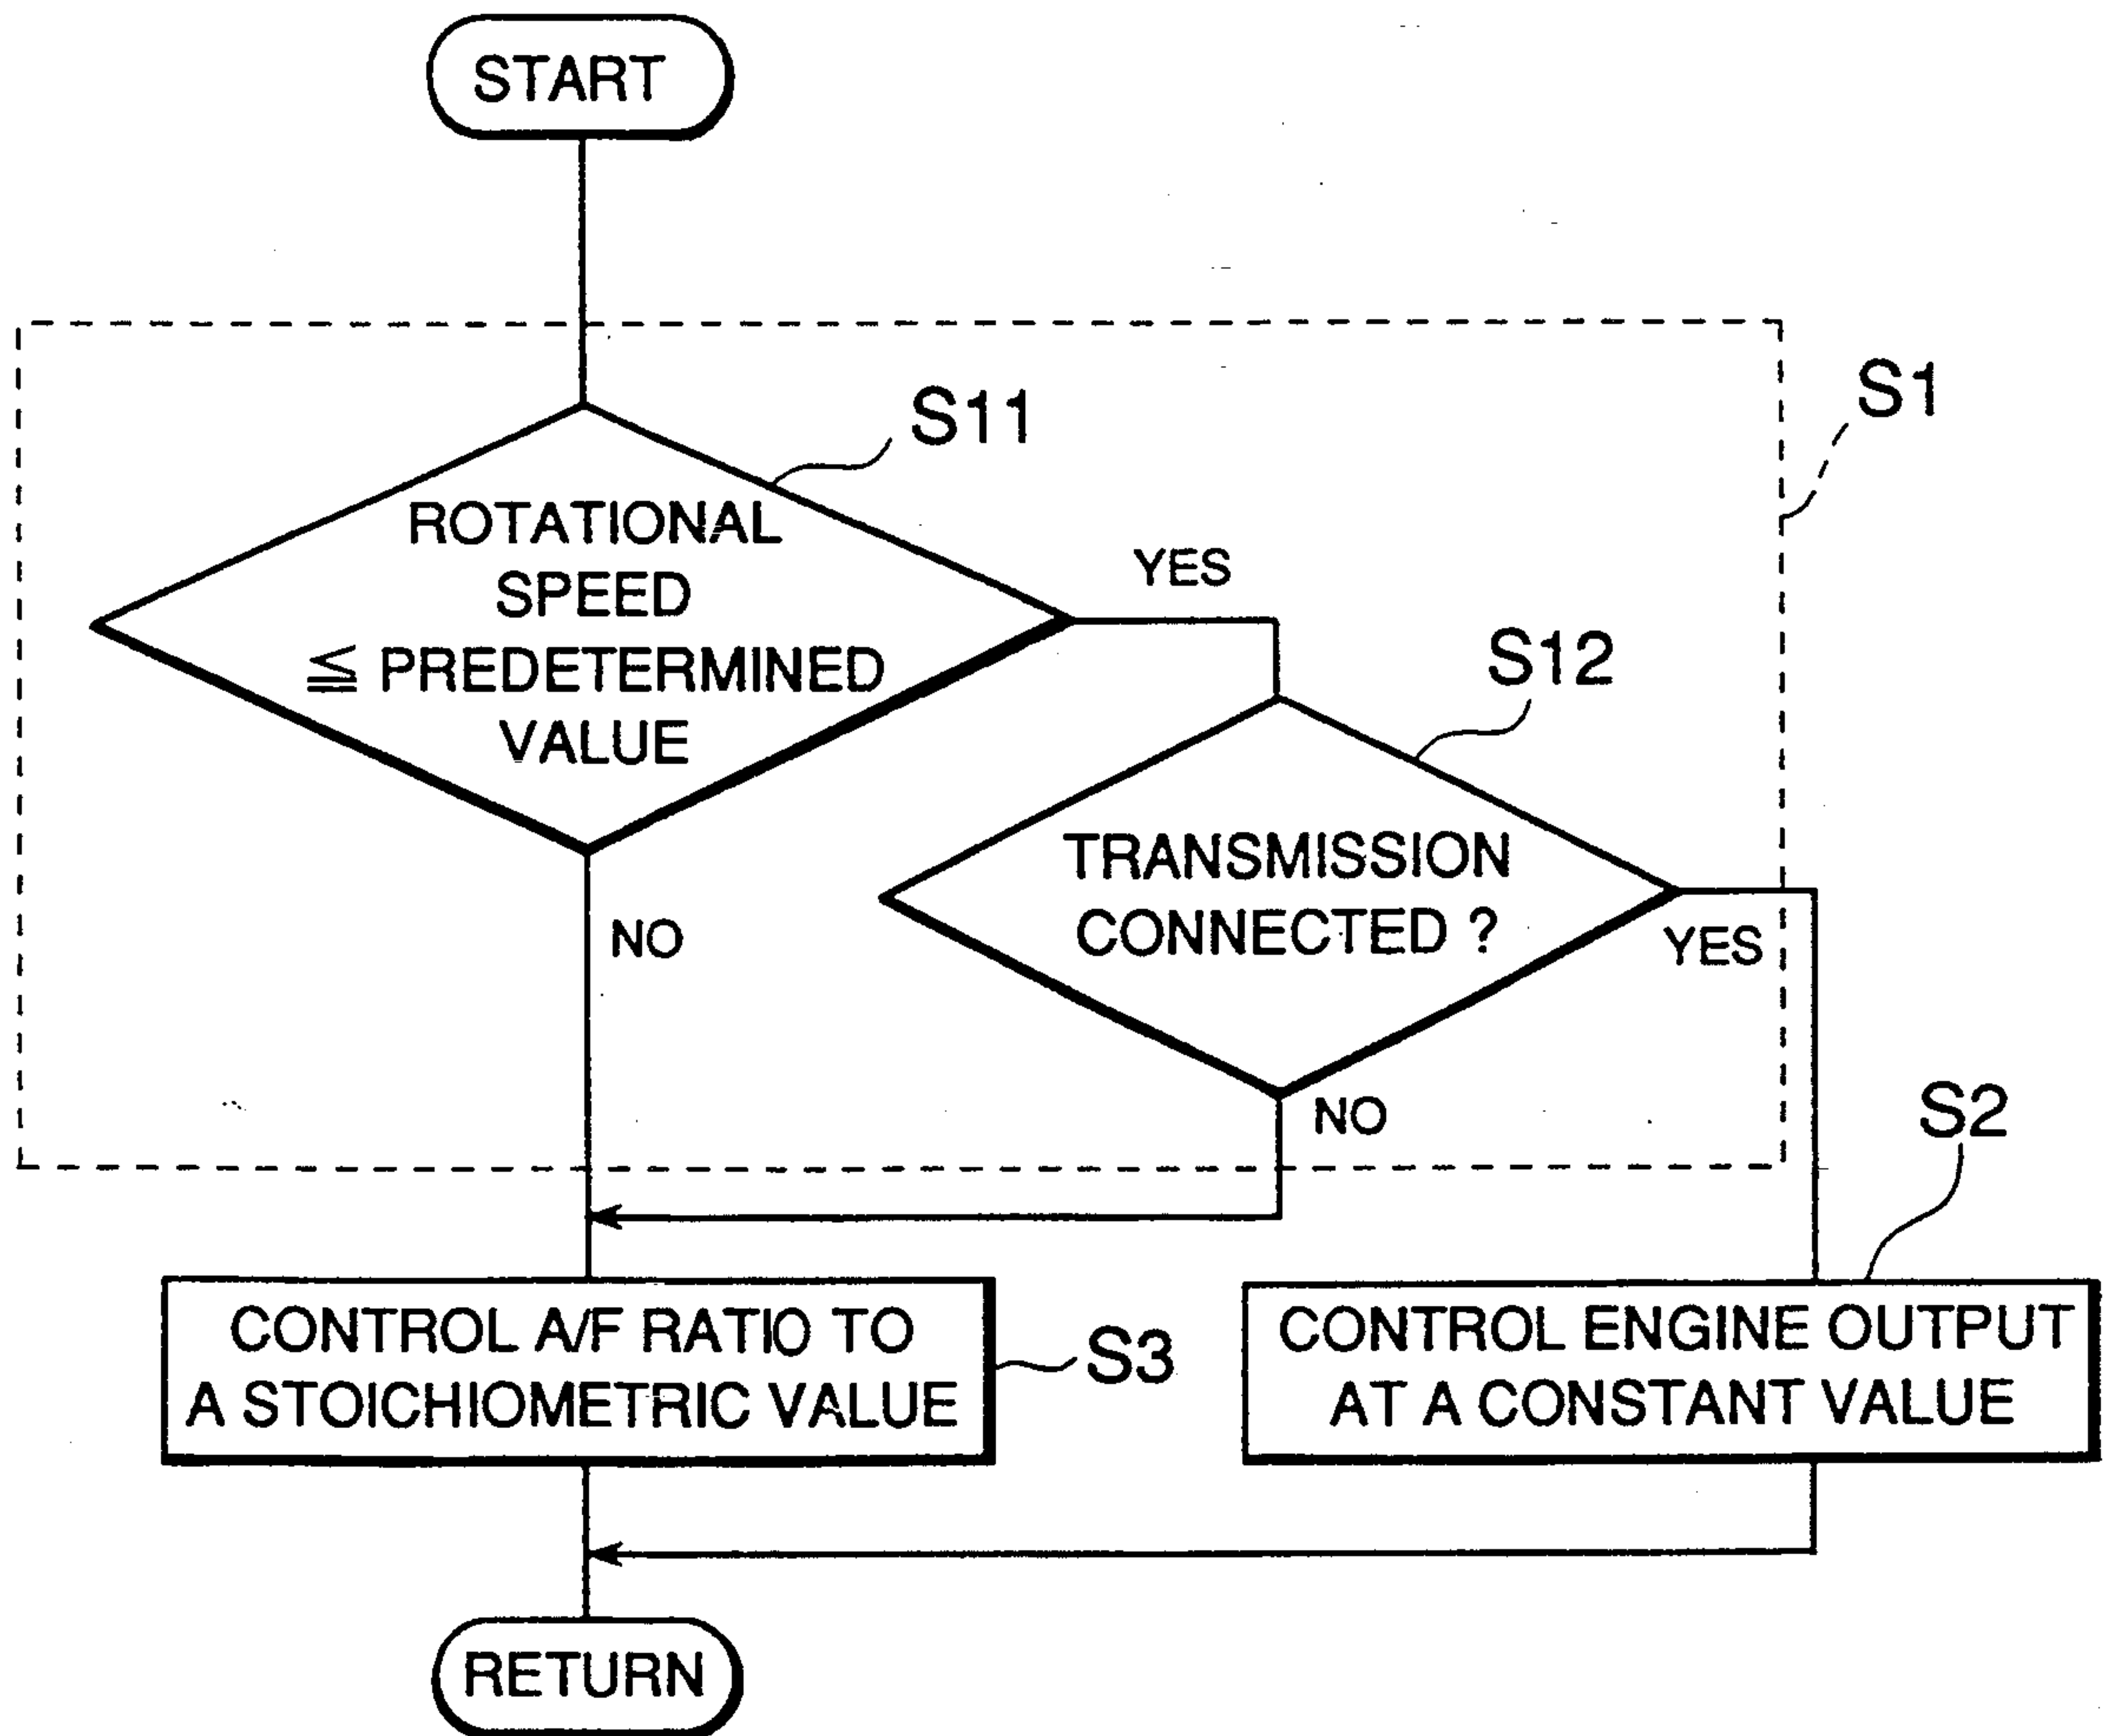 START
S1
S11
ROTATIONAL
SPEED
≦ PREDETERMINED
VALUE
YES
S12
TRANSMISSION
CONNECTED ?
YES
NO
NO
S2
CONTROL A/F RATIO TO
A STOICHIOMETRIC VALUE
S3
CONTROL ENGINE OUTPUT
AT A CONSTANT VALUE
RETURN